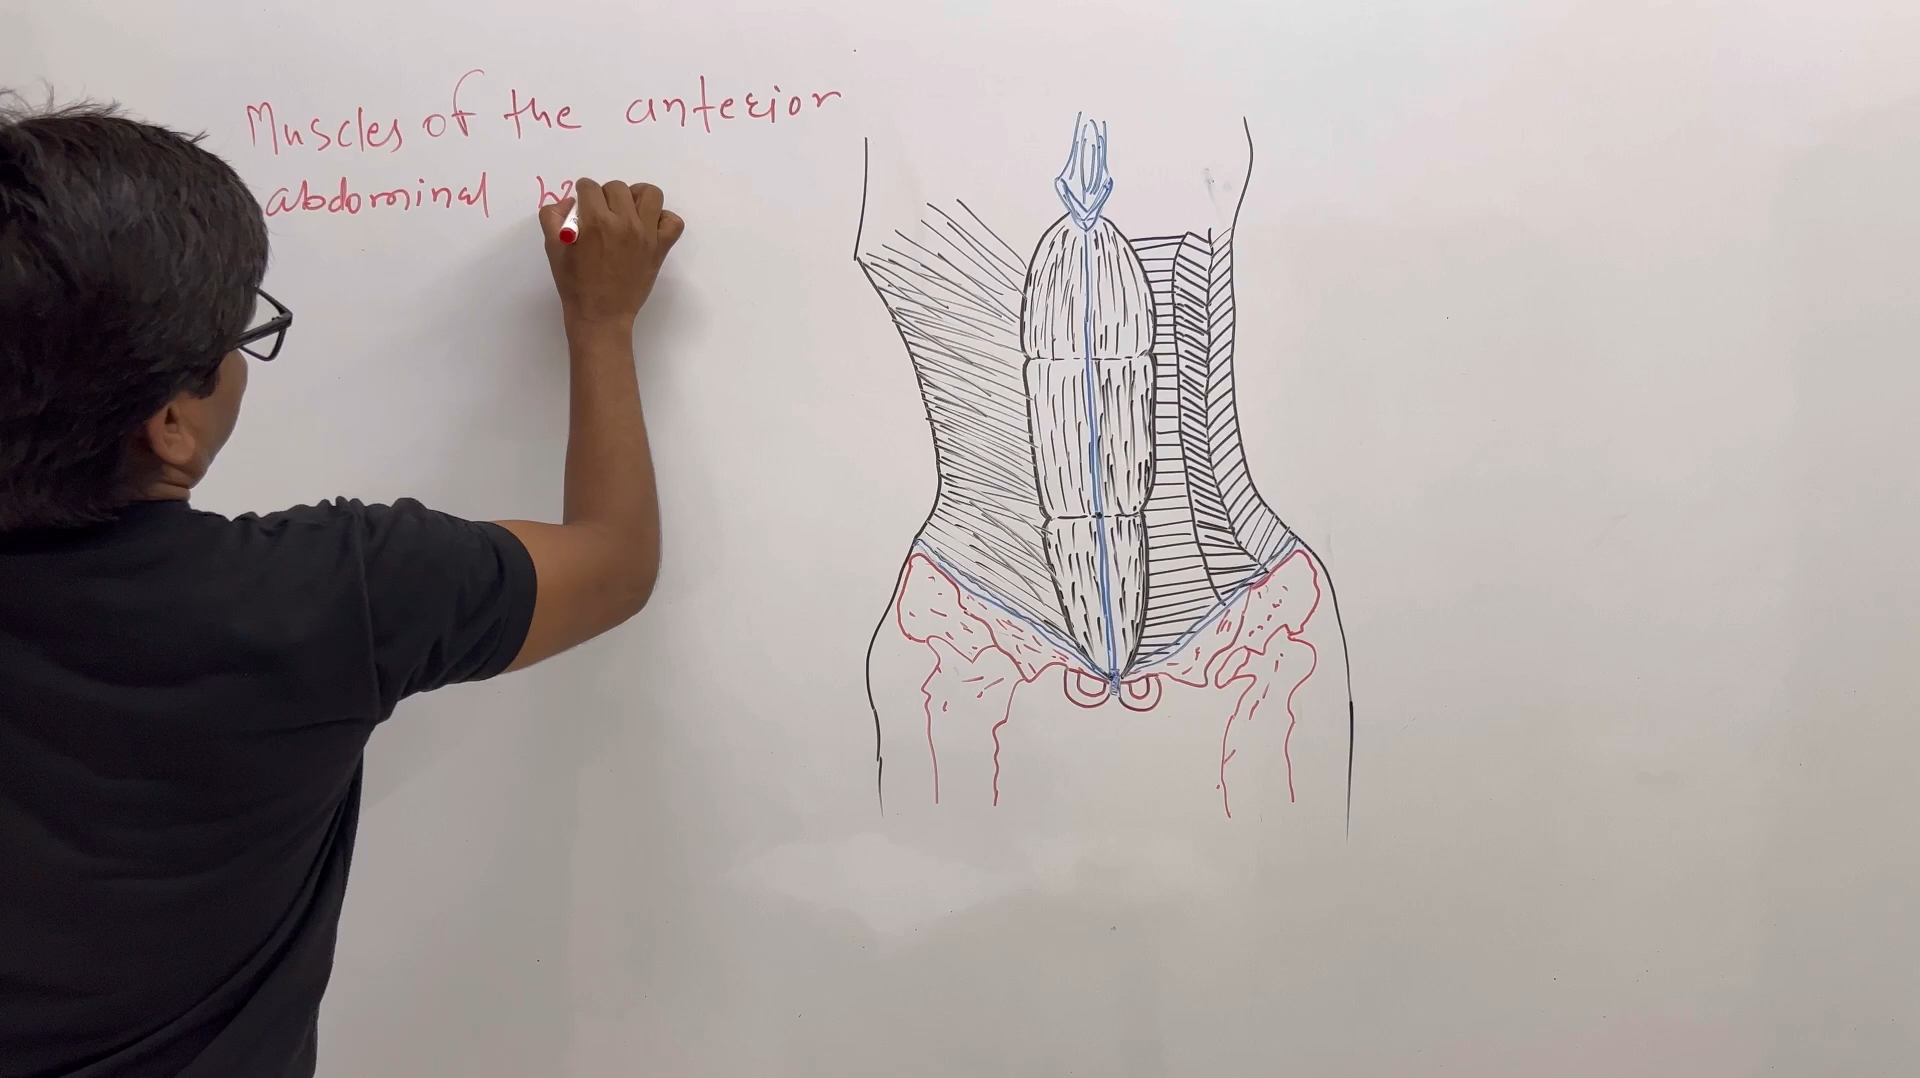 Muscles of the anterior
abdominal